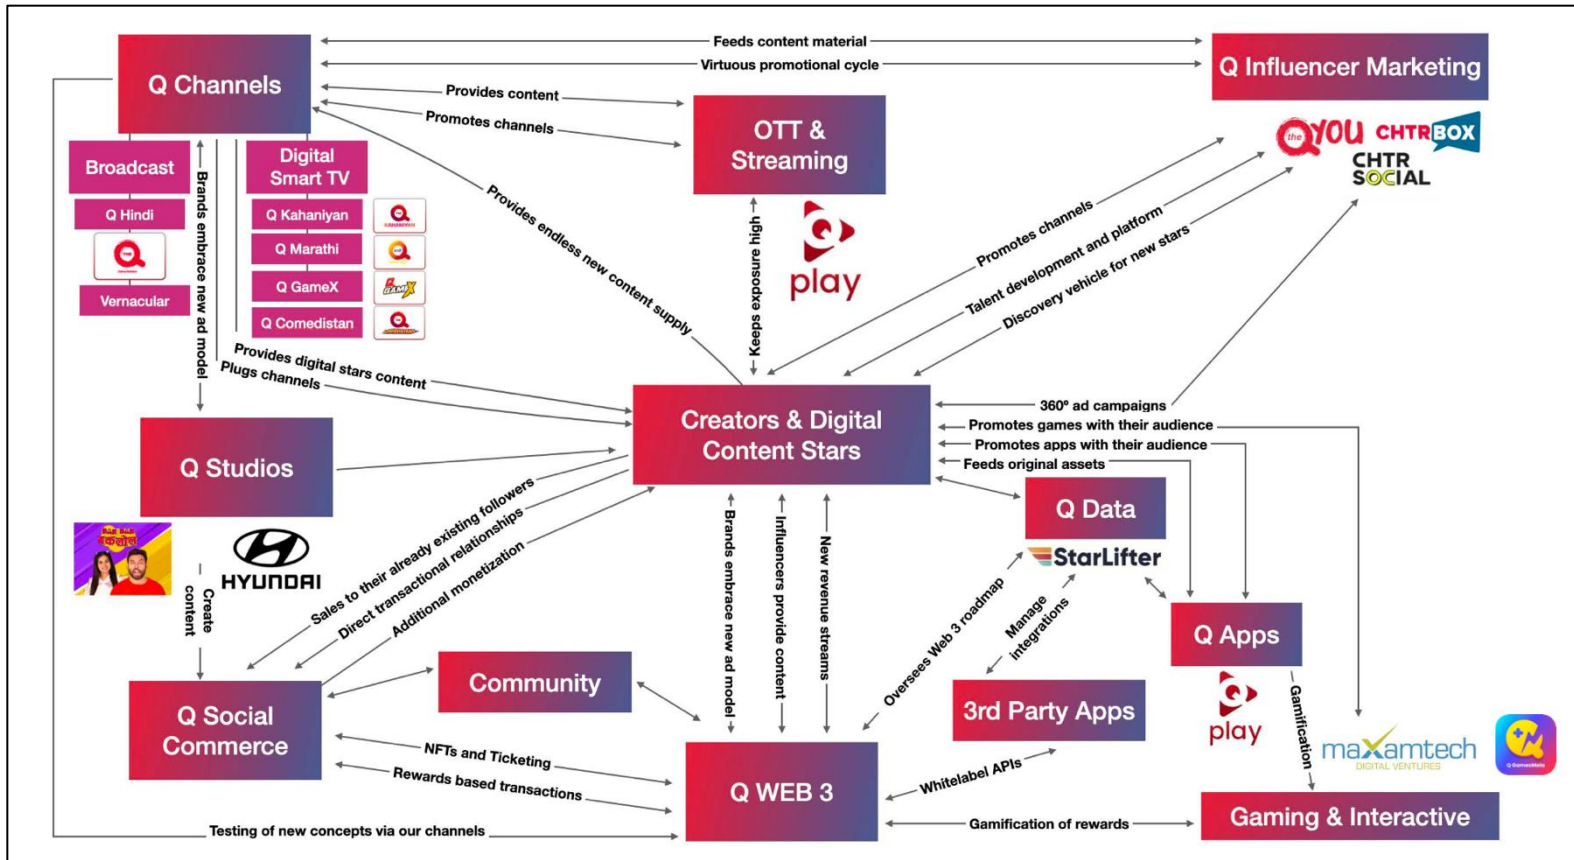 Feeds content material
Virtuous promotional cycle
Q Channels
Q Influencer Marketing
Provides content
Promotes channels
OTT &
Streaming
the Q YOU
CHTRBOX
CHTR
SOCIAL
Broadcast
Q Hindi
Vernacular
Brands embrace new ad model
Digital
Smart TV
Q Kahaniyan
Q Marathi
Q GameX
Q Comedistan
Q
GAMEX
Provides endless new content supply
Keeps exposure high
Q
play
Promotes channels
Talent development and platform
Discovery vehicle for new stars
Provides digital stars content
Plugs channels
Creators & Digital
Content Stars
360º ad campaigns
Promotes games with their audience
Promotes apps with their audience
Feeds original assets
Q Studios
HYUNDAI
Create
content
Sales to their already existing followers
Direct transactional relationships
Additional monetization
Brands embrace new ad model
Influencers provide content
New revenue streams
Q Data
StarLifter
Oversees Web 3 roadmap
Manage
integrations
Q Apps
Q
play
Gamification
3rd Party Apps
Community
Q Social
Commerce
NFTs and Ticketing
Rewards based transactions
Q WEB 3
Whitelabel APIs
maxamtech
DIGITAL VENTURES
Q GamesMela
Testing of new concepts via our channels
Gamification of rewards
Gaming & Interactive